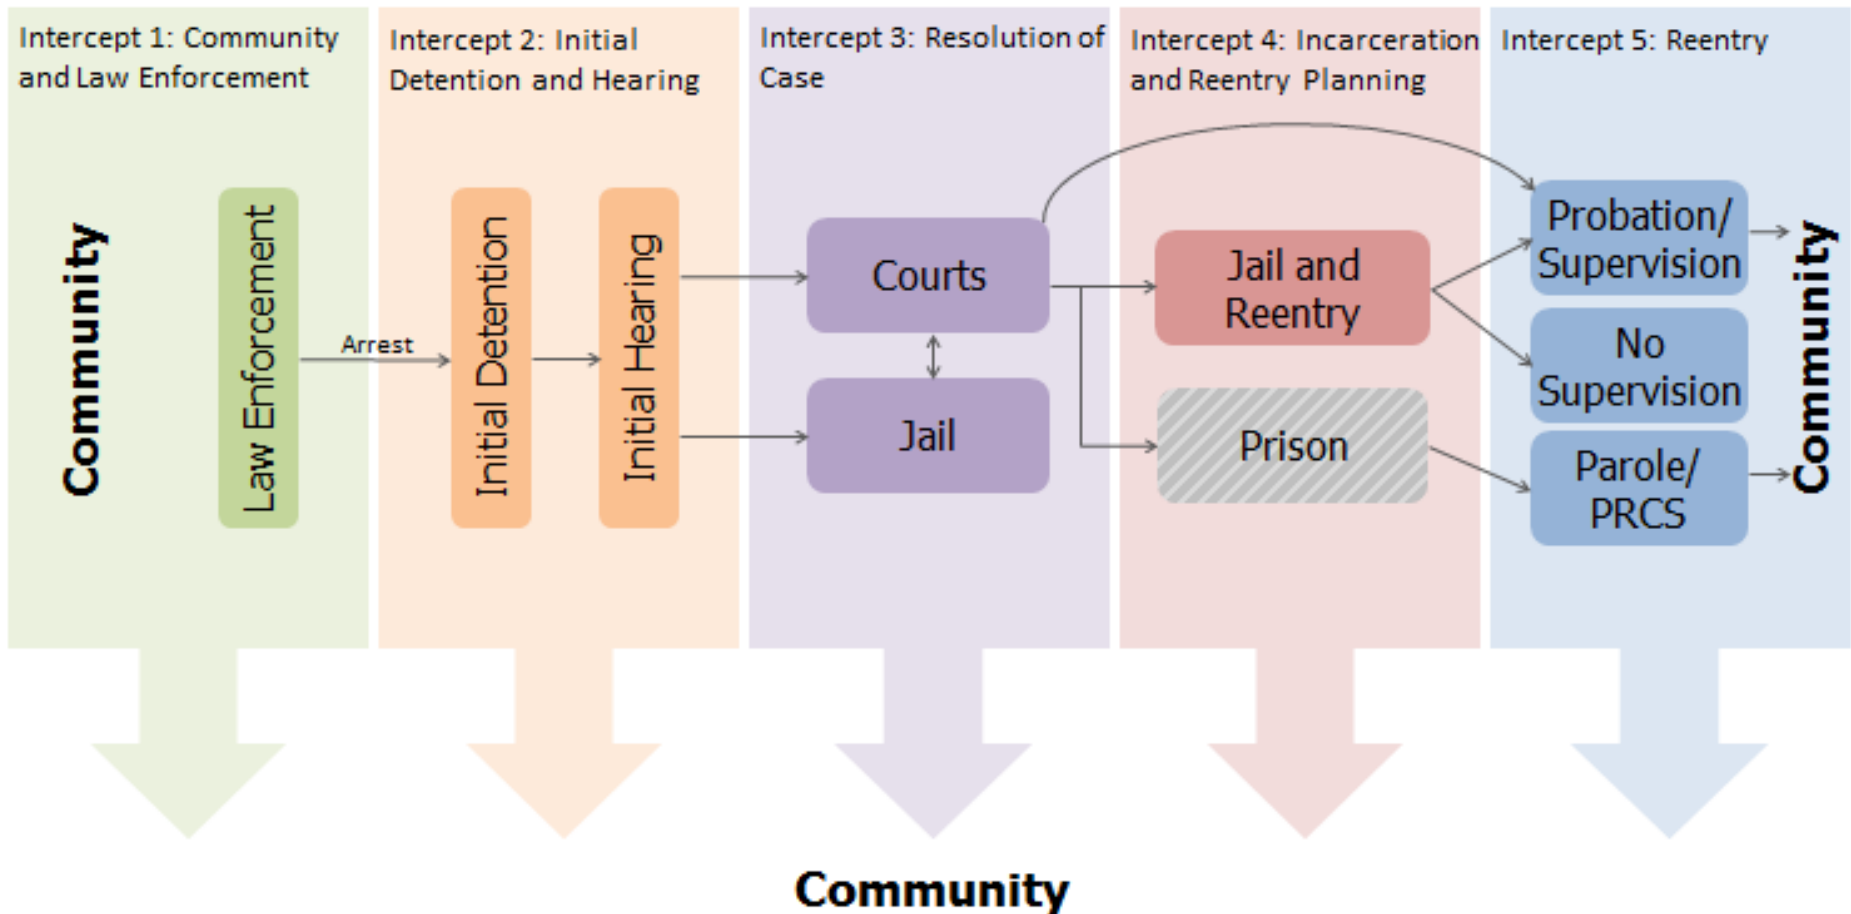 Intercept 1: Community
and Law Enforcement
Intercept 2: Initial
Detention and Hearing
Intercept 3: Resolution of
Case
Intercept 4: Incarceration
and Reentry Planning
Intercept 5: Reentry
Community
Law Enforcement
Arrest
Initial Detention
Initial Hearing
Courts
Jail
Jail and
Reentry
Prison
Probation/
Supervision
No
Supervision
Parole/
PRCS
Community
Community